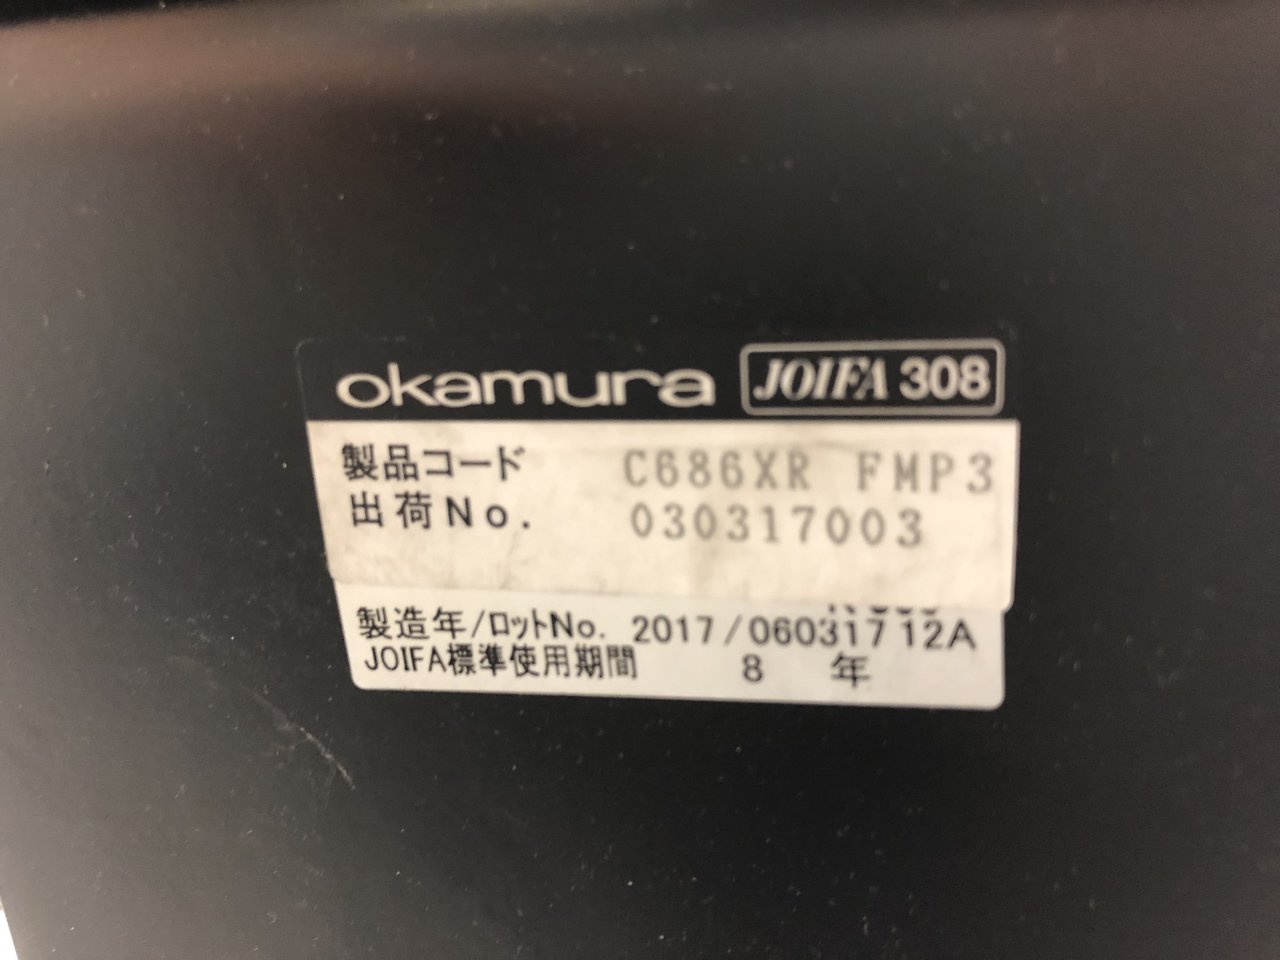 okamura JOIFA 308
製品コード C686XR FMP3
出荷No. 030317003
製造年/ロットNo. 2017/06031712A
JOIFA標準使用期間 8 年